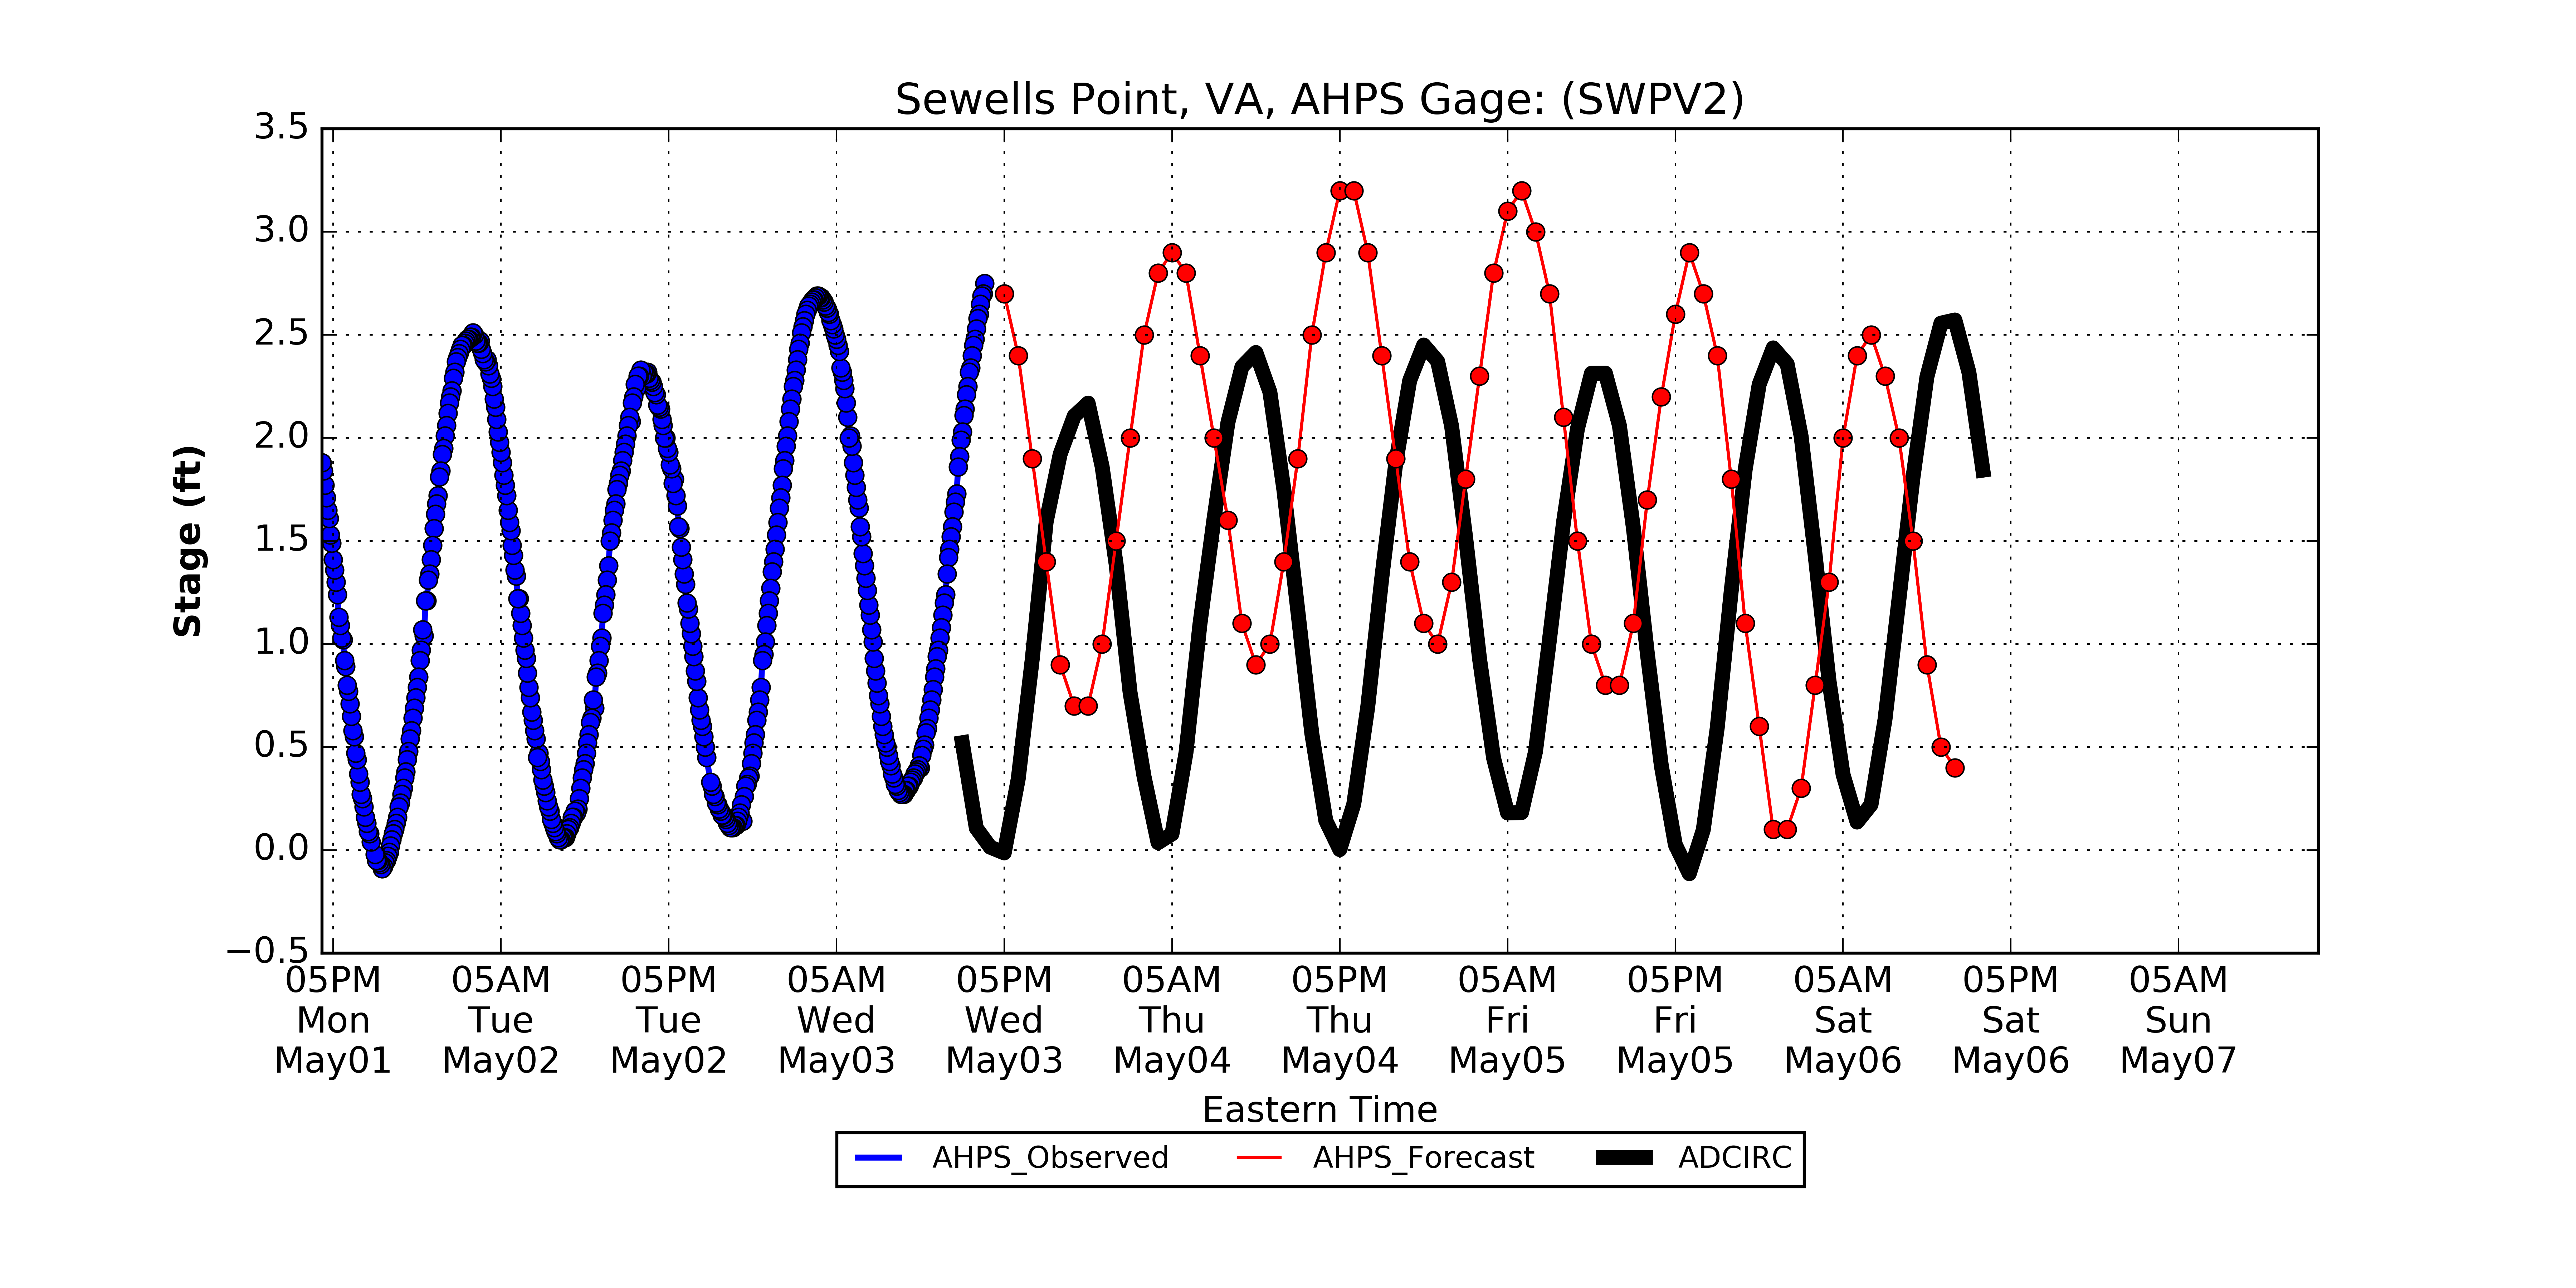 Sewells Point, VA, AHPS Gage: (SWPV2)
3.5
3.0
2.5
2.0
1.5
1.0
0.5
0.0
−0.5
Stage (ft)
05PM 05AM 05PM 05AM 05PM 05AM 05PM 05AM 05PM 05AM 05PM 05AM
Mon Tue Tue Wed Wed Thu Thu Fri Fri Sat Sat Sun
May01 May02 May02 May03 May03 May04 May04 May05 May05 May06 May06 May07
Eastern Time
AHPS_Observed AHPS_Forecast ADCIRC